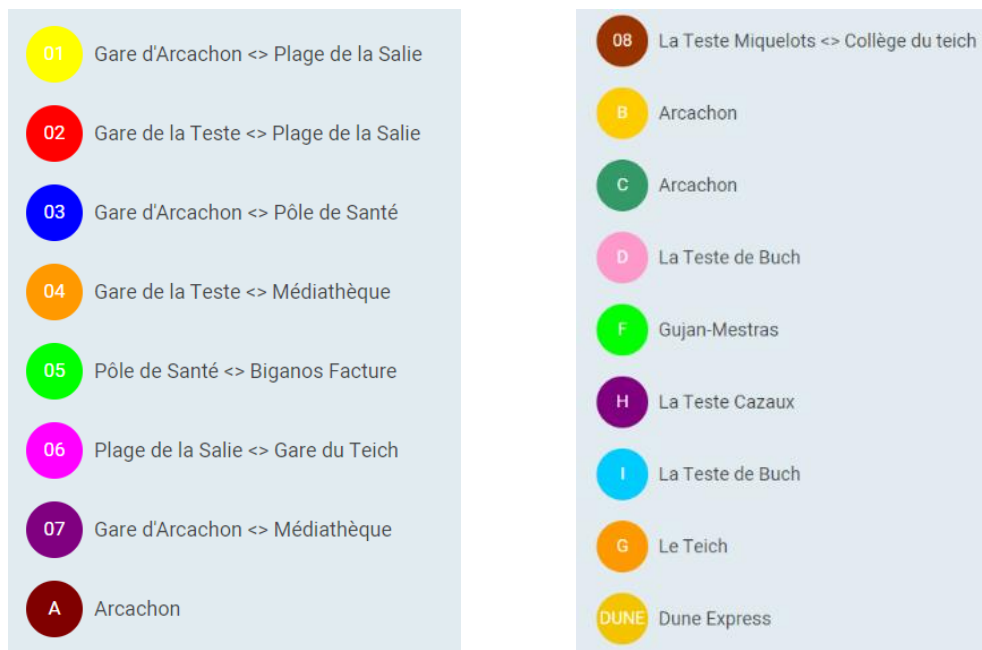 01 Gare d'Arcachon <> Plage de la Salie
02 Gare de la Teste <> Plage de la Salie
03 Gare d'Arcachon <> Pôle de Santé
04 Gare de la Teste <> Médiathèque
05 Pôle de Santé <> Biganos Facture
06 Plage de la Salie <> Gare du Teich
07 Gare d'Arcachon <> Médiathèque
A Arcachon
08 La Teste Miquelots <> Collège du teich
B Arcachon
C Arcachon
D La Teste de Buch
F Gujan-Mestras
H La Teste Cazaux
I La Teste de Buch
G Le Teich
DUNE Dune Express